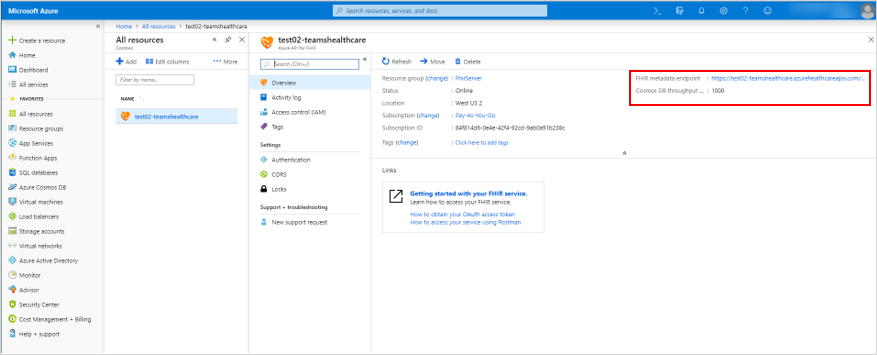 Microsoft Azure
Search resources, services, and docs
Create a resource
Home
Dashboard
All services
FAVORITES
All resources
Resource groups
App Services
Function Apps
SQL databases
Azure Cosmos DB
Virtual machines
Load balancers
Storage accounts
Virtual networks
Azure Active Directory
Monitor
Advisor
Security Center
Cost Management + Billing
Help + support
Home > All resources > test02-teamshealthcare
All resources
Contoso
Add Edit columns ··· More
Filter by name...
NAME
test02-teamshealthcare
test02-teamshealthcare
Azure API for FHIR
Search (Ctrl+/)
Overview
Activity log
Access control (IAM)
Tags
Settings
Authentication
CORS
Locks
Support + troubleshooting
New support request
Refresh Move Delete
Resource group (change) : FhirServer
Status : Online
Location : West US 2
Subscription (change) : Pay-As-You-Go
Subscription ID :
Tags (change) : Click here to add tags
FHIR metadata endpoint : https://test02-teamshealthcare.azurehealthcareapis.com/...
Cosmos DB throughput ... : 1000
Links
Getting started with your FHIR service.
Learn how to access your FHIR service.
How to obtain your OAuth access token
How to access your service using Postman